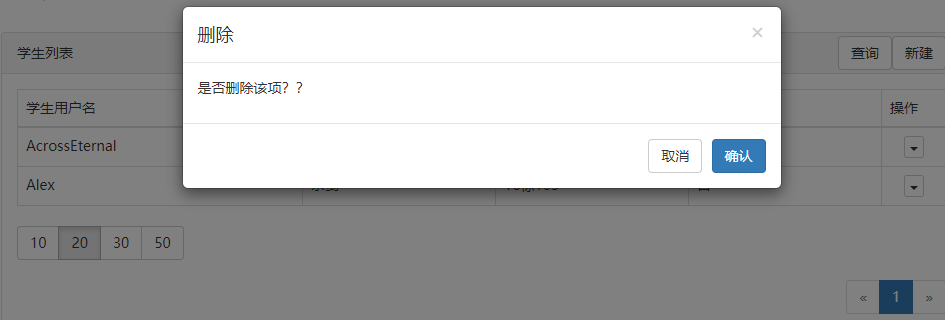 删除 ×
是否删除该项？？
取消 确认
学生列表 查询 新建
学生用户名 操作
AcrossEternal
Alex
10 20 30 50
« 1 »